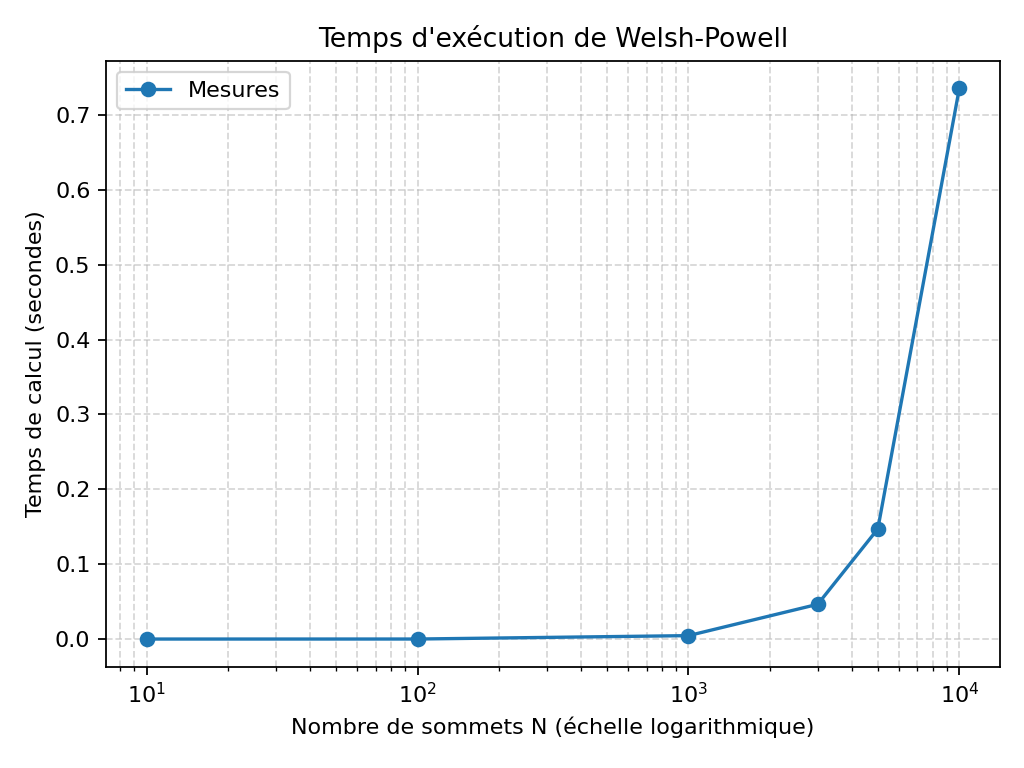 Temps d'exécution de Welsh-Powell
Mesures
Temps de calcul (secondes)
0.7
0.6
0.5
0.4
0.3
0.2
0.1
0.0
10¹ 10² 10³ 10⁴
Nombre de sommets N (échelle logarithmique)